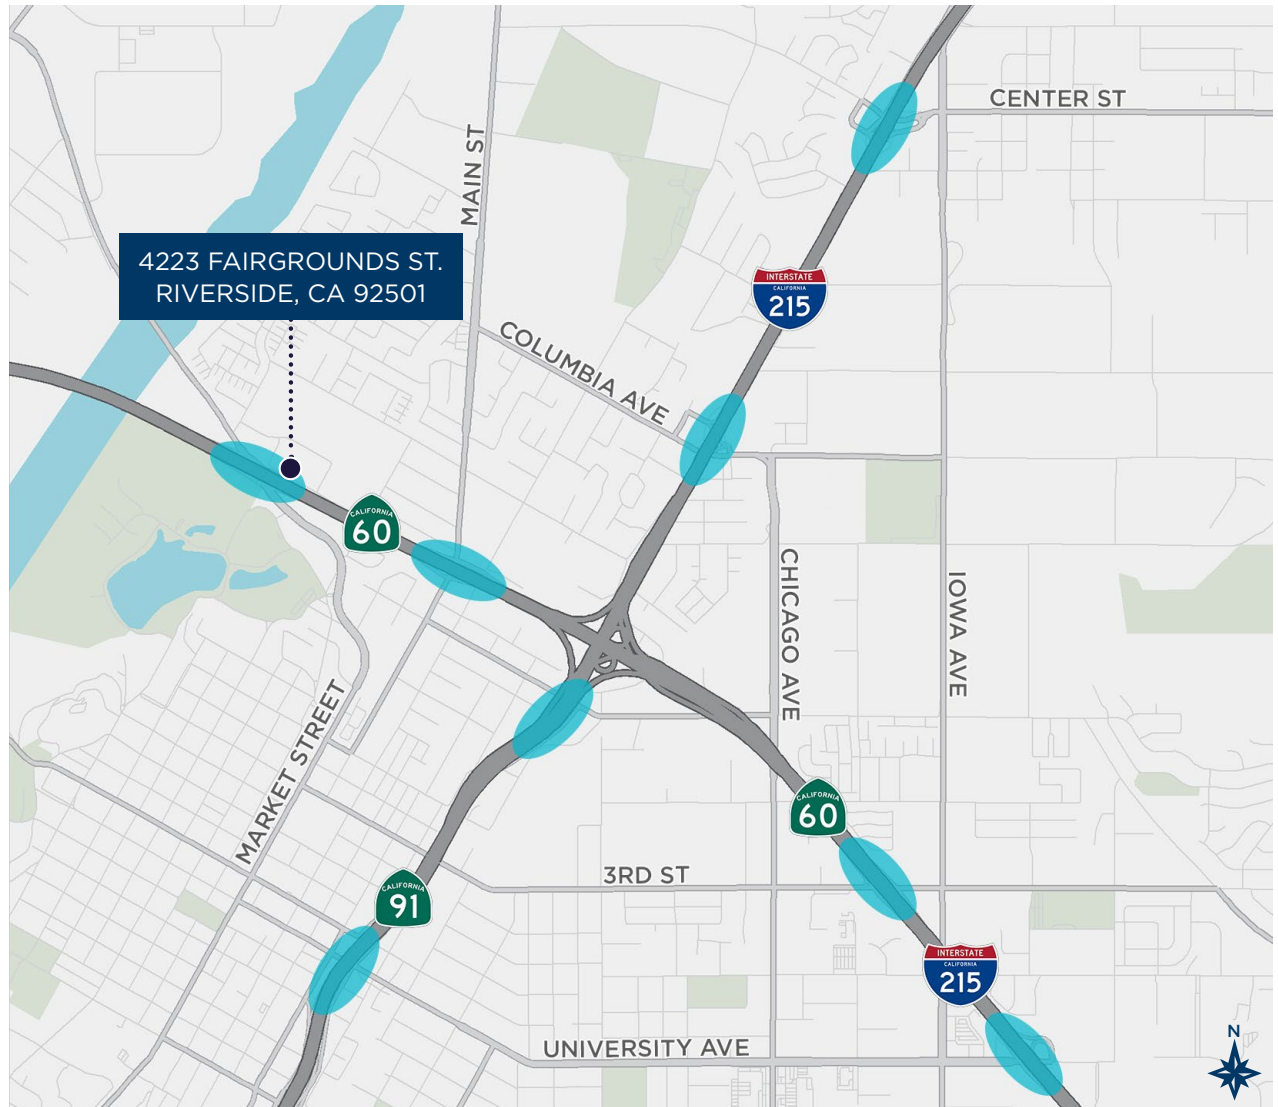 CENTER ST
MAIN ST
4223 FAIRGROUNDS ST.
RIVERSIDE, CA 92501
INTERSTATE
CALIFORNIA
215
COLUMBIA AVE
CALIFORNIA
60
CHICAGO AVE
IOWA AVE
MARKET STREET
CALIFORNIA
60
3RD ST
CALIFORNIA
91
INTERSTATE
CALIFORNIA
215
N
UNIVERSITY AVE